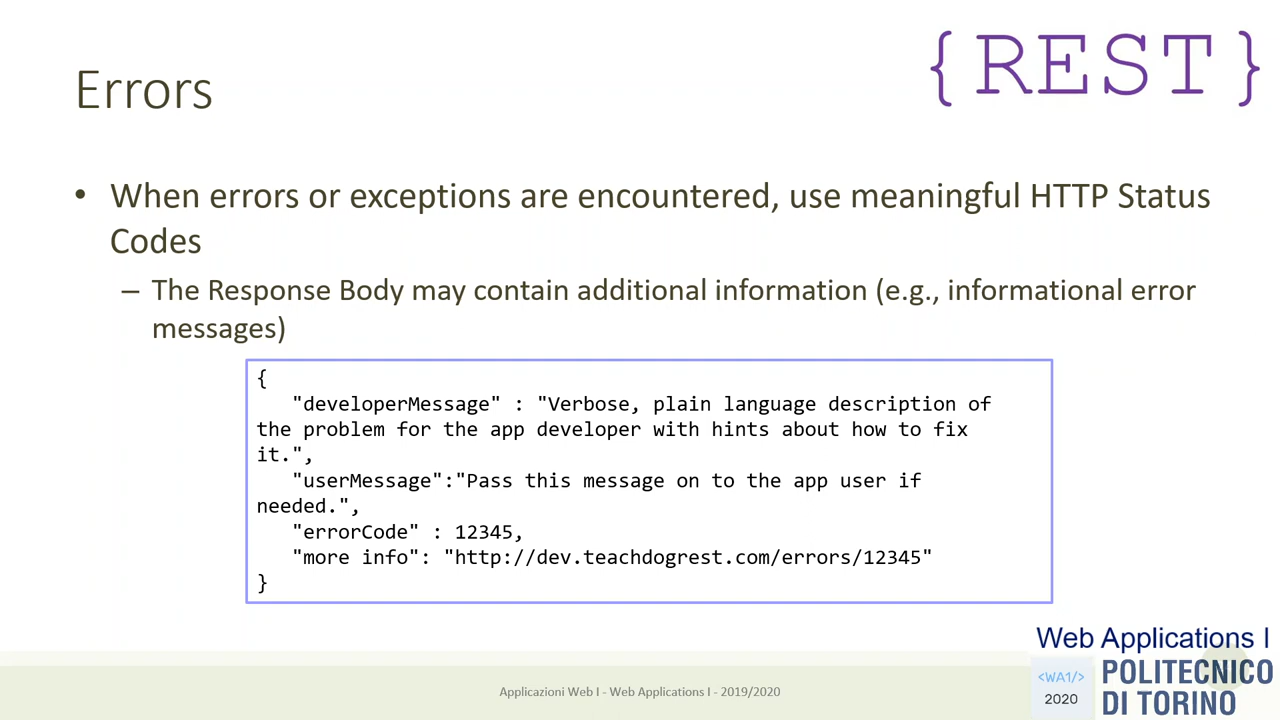 {REST}
Errors
• When errors or exceptions are encountered, use meaningful HTTP Status
Codes
– The Response Body may contain additional information (e.g., informational error
messages)
{
"developerMessage" : "Verbose, plain language description of
the problem for the app developer with hints about how to fix
it.",
"userMessage":"Pass this message on to the app user if
needed.",
"errorCode" : 12345,
"more info": "http://dev.teachdogrest.com/errors/12345"
}
Web Applications I
<WA1/>
2020
POLITECNICO
DI TORINO
Applicazioni Web I - Web Applications I - 2019/2020